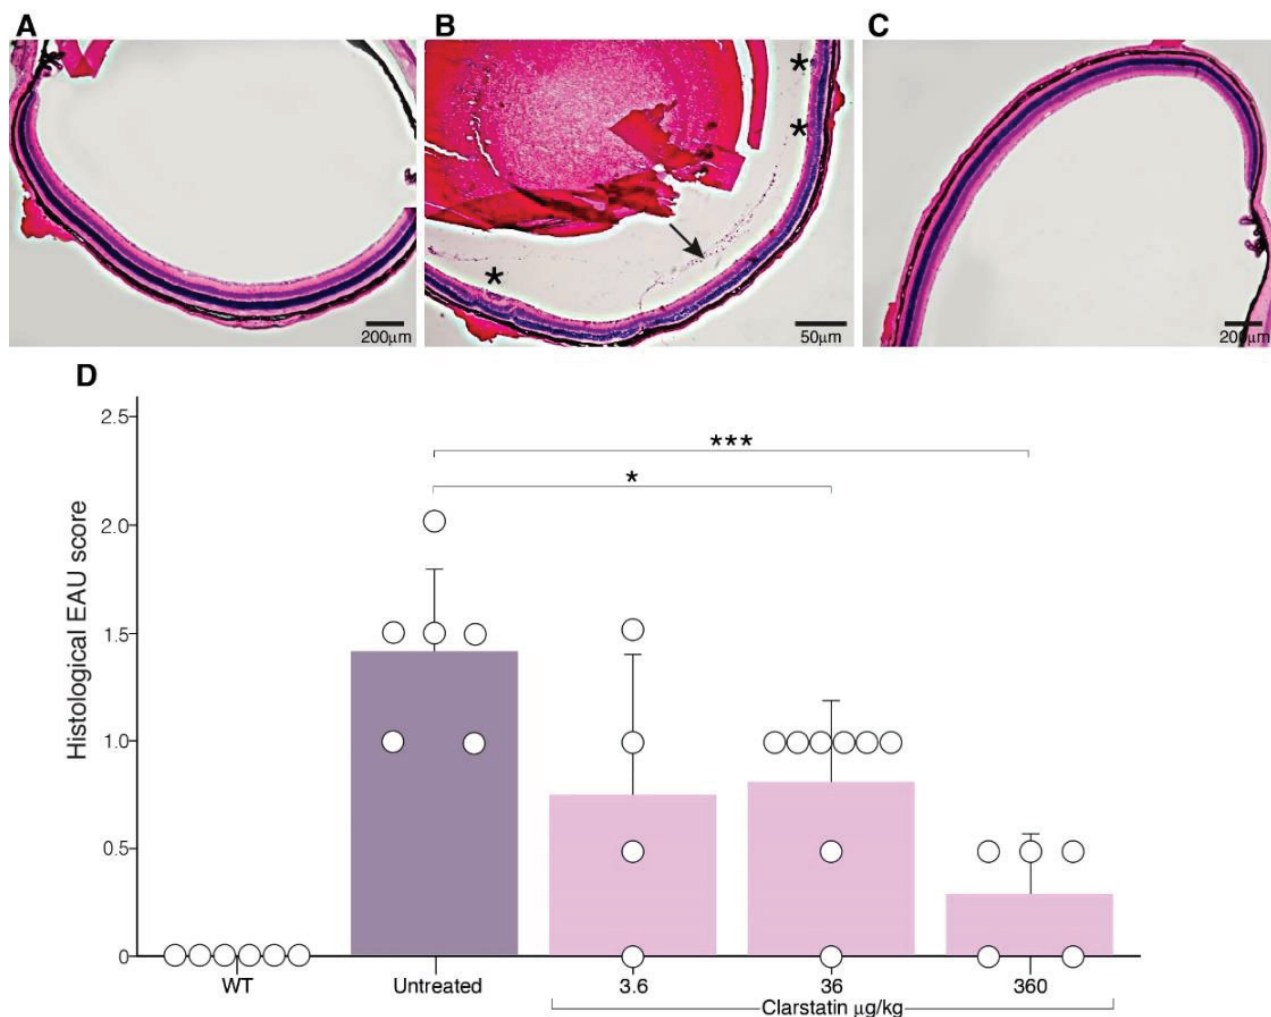 A
B
C
*
*
*
200μm
50μm
200μm
D
Histological EAU score
2.5
2.0
1.5
1.0
0.5
0
***
*
WT
Untreated
3.6
36
360
Clarstatin μg/kg